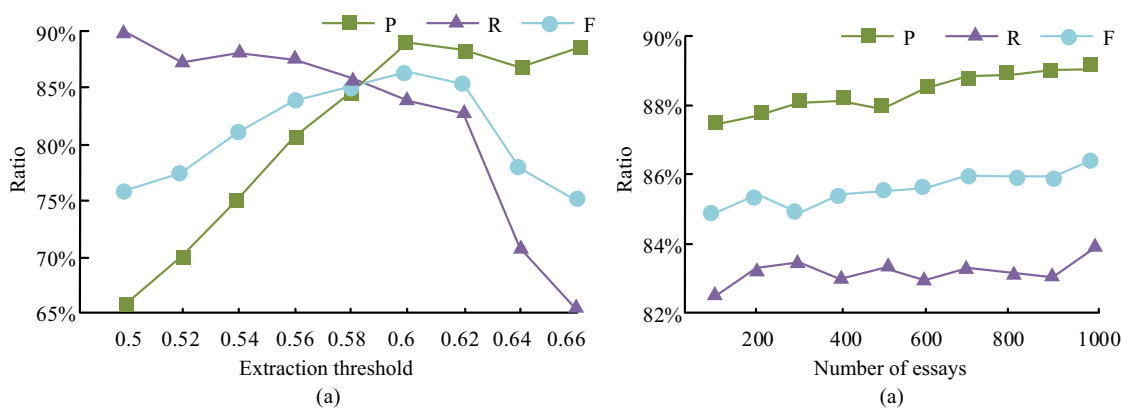 P R F
90%
85%
80%
75%
70%
65%
Ratio
0.5 0.52 0.54 0.56 0.58 0.6 0.62 0.64 0.66
Extraction threshold
(a)
P R F
90%
88%
86%
84%
82%
Ratio
200 400 600 800 1000
Number of essays
(a)